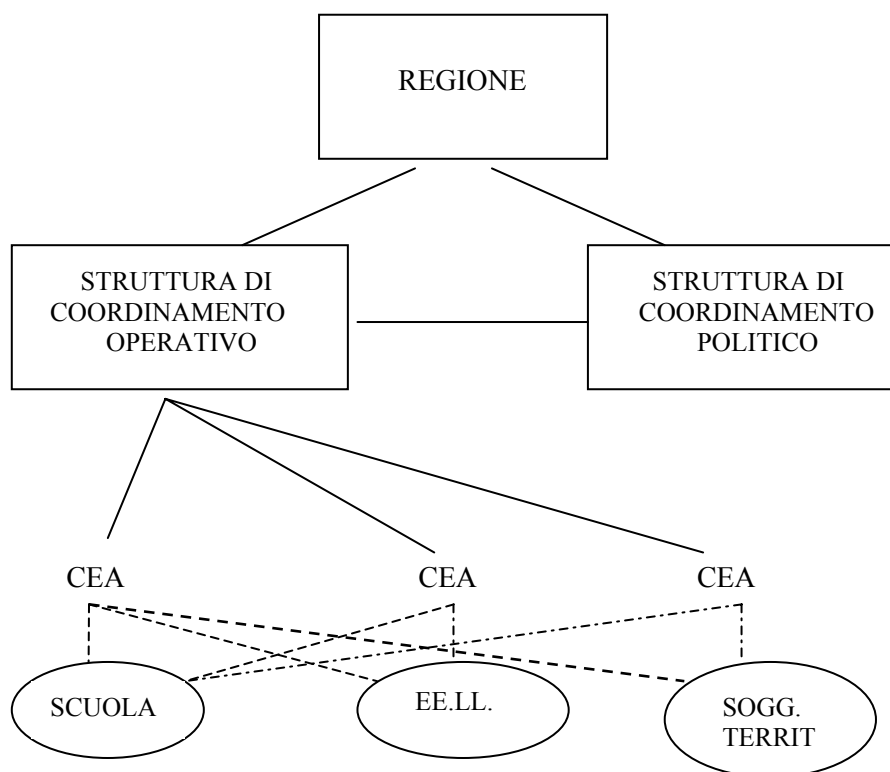 REGIONE
STRUTTURA DI
COORDINAMENTO
OPERATIVO
STRUTTURA DI
COORDINAMENTO
POLITICO
CEA
CEA
CEA
SCUOLA
EE.LL.
SOGG.
TERRIT